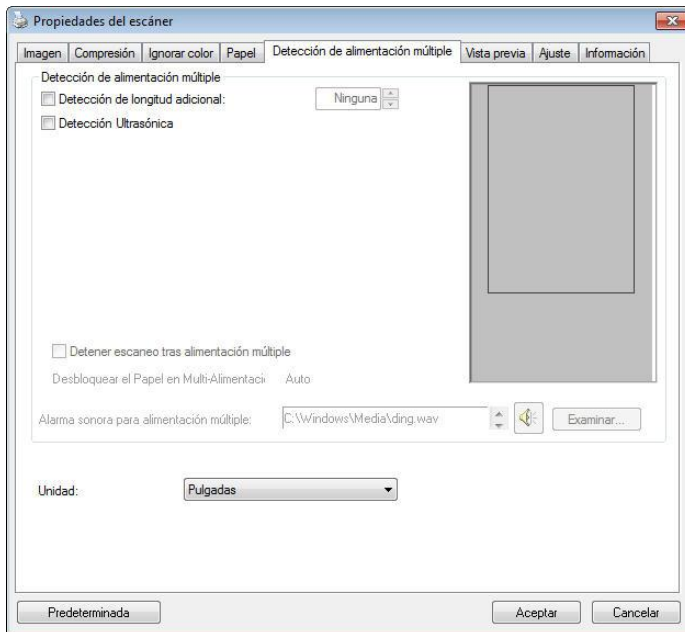 Propiedades del escáner
Imagen Compresión Ignorar color Papel Detección de alimentación múltiple Vista previa Ajuste Información
Detección de alimentación múltiple
Detección de longitud adicional: Ninguna
Detección Ultrasónica
Detener escaneo tras alimentación múltiple
Desbloquear el Papel en Multi-Alimentaci Auto
Alarma sonora para alimentación múltiple: C:\Windows\Media\ding.wav Examinar...
Unidad: Pulgadas
Predeterminada Aceptar Cancelar